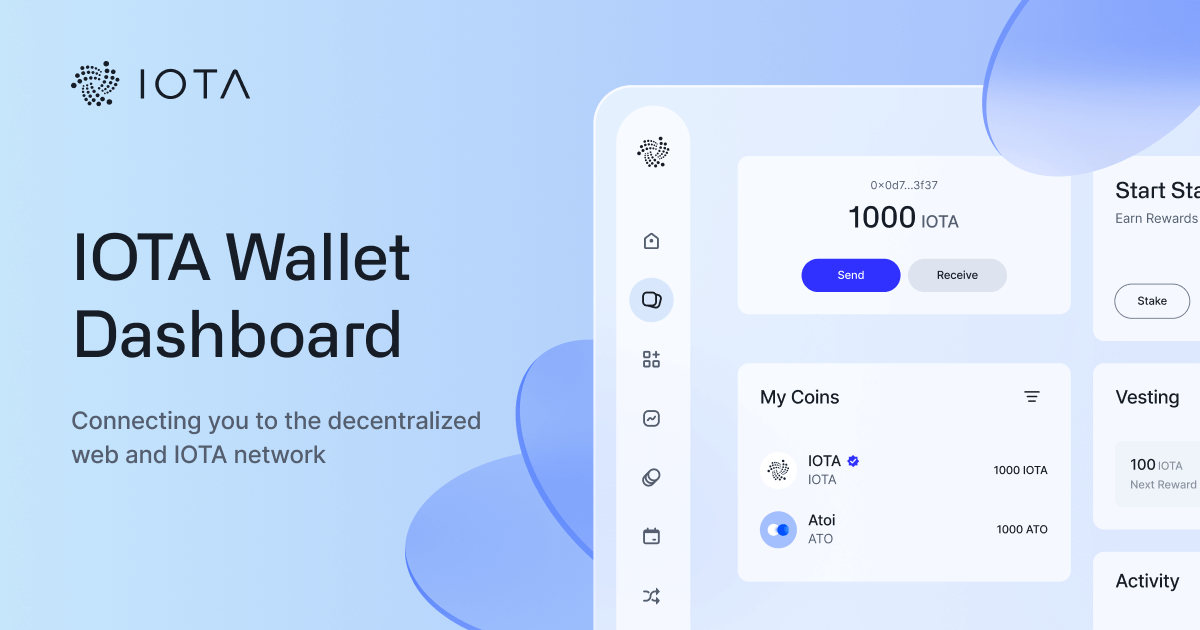 IOTA
IOTA Wallet
Dashboard
Connecting you to the decentralized
web and IOTA network
0×0d7...3f37
1000 IOTA
Send
Receive
My Coins
IOTA
IOTA
1000 IOTA
Atoi
ATO
1000 ATO
Start Sta
Earn Rewards
Stake
Vesting
100 IOTA
Next Reward
Activity